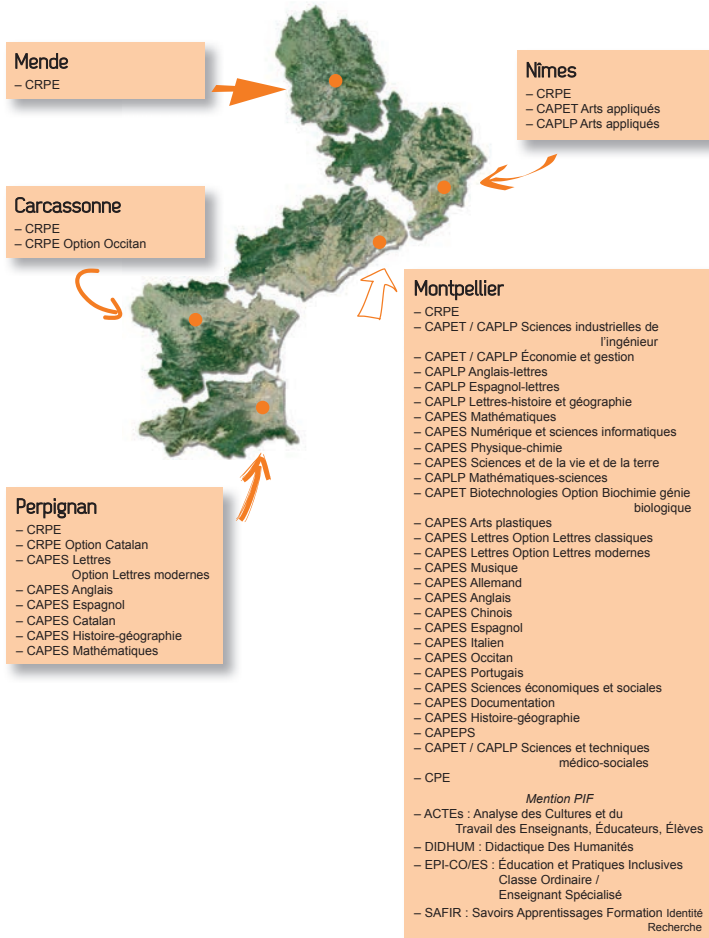 Mende
– CRPE
Nîmes
– CRPE
– CAPET Arts appliqués
– CAPLP Arts appliqués
Carcassonne
– CRPE
– CRPE Option Occitan
Montpellier
– CRPE
– CAPET / CAPLP Sciences industrielles de
l'ingénieur
– CAPET / CAPLP Économie et gestion
– CAPLP Anglais-lettres
– CAPLP Espagnol-lettres
– CAPLP Lettres-histoire et géographie
– CAPES Mathématiques
– CAPES Numérique et sciences informatiques
– CAPES Physique-chimie
– CAPES Sciences et de la vie et de la terre
– CAPLP Mathématiques-sciences
– CAPET Biotechnologies Option Biochimie génie
biologique
– CAPES Arts plastiques
– CAPES Lettres Option Lettres classiques
– CAPES Lettres Option Lettres modernes
– CAPES Musique
– CAPES Allemand
– CAPES Anglais
– CAPES Chinois
– CAPES Espagnol
– CAPES Italien
– CAPES Occitan
– CAPES Portugais
– CAPES Sciences économiques et sociales
– CAPES Documentation
– CAPES Histoire-géographie
– CAPEPS
– CAPET / CAPLP Sciences et techniques
médico-sociales
– CPE
Mention PIF
– ACTEs : Analyse des Cultures et du
Travail des Enseignants, Éducateurs, Élèves
– DIDHUM : Didactique Des Humanités
– EPI-CO/ES : Éducation et Pratiques Inclusives
Classe Ordinaire /
Enseignant Spécialisé
– SAFIR : Savoirs Apprentissages Formation Identité
Recherche
Perpignan
– CRPE
– CRPE Option Catalan
– CAPES Lettres
Option Lettres modernes
– CAPES Anglais
– CAPES Espagnol
– CAPES Catalan
– CAPES Histoire-géographie
– CAPES Mathématiques